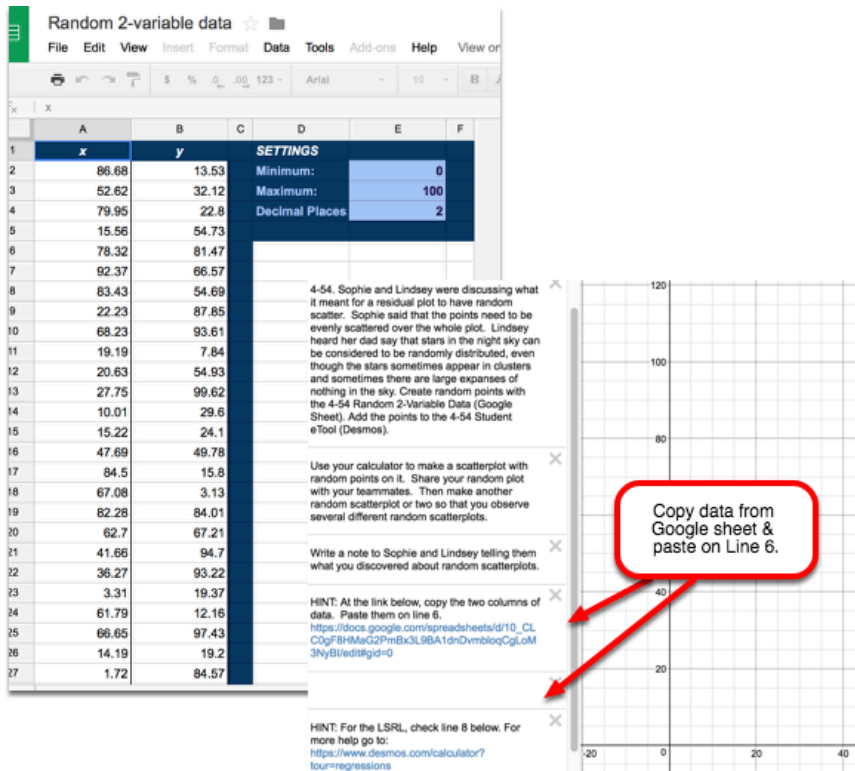 Random 2-variable data
File Edit View Insert Format Data Tools Add-ons Help View on
$ % .0 .00 123 Arial 10 B
fx x
A B C D E F
1 x y SETTINGS
2 86.68 13.53 Minimum: 0
3 52.62 32.12 Maximum: 100
4 79.95 22.8 Decimal Places 2
5 15.56 54.73
6 78.32 81.47
7 92.37 66.57
8 83.43 54.69
9 22.23 87.85
10 68.23 93.61
11 19.19 7.84
12 20.63 54.93
13 27.75 99.62
14 10.01 29.6
15 15.22 24.1
16 47.69 49.78
17 84.5 15.8
18 67.08 3.13
19 82.28 84.01
20 62.7 67.21
21 41.66 94.7
22 36.27 93.22
23 3.31 19.37
24 61.79 12.16
25 66.65 97.43
26 14.19 19.2
27 1.72 84.57
4-54. Sophie and Lindsey were discussing what
it meant for a residual plot to have random
scatter. Sophie said that the points need to be
evenly scattered over the whole plot. Lindsey
heard her dad say that stars in the night sky can
be considered to be randomly distributed, even
though the stars sometimes appear in clusters
and sometimes there are large expanses of
nothing in the sky. Create random points with
the 4-54 Random 2-Variable Data (Google
Sheet). Add the points to the 4-54 Student
eTool (Desmos).
Use your calculator to make a scatterplot with
random points on it. Share your random plot
with your teammates. Then make another
random scatterplot or two so that you observe
several different random scatterplots.
Write a note to Sophie and Lindsey telling them
what you discovered about random scatterplots.
HINT: At the link below, copy the two columns of
data. Paste them on line 6.
https://docs.google.com/spreadsheets/d/10_CL
C0gF8HMaG2PmBx3L9BA1dnDvmbloqCgLoM
3NyBI/edit#gid=0
HINT: For the LSRL, check line 8 below. For
more help go to:
https://www.desmos.com/calculator?
tour=regressions
120
100
80
Copy data from
Google sheet &
paste on Line 6.
40
20
-20 0 20 40